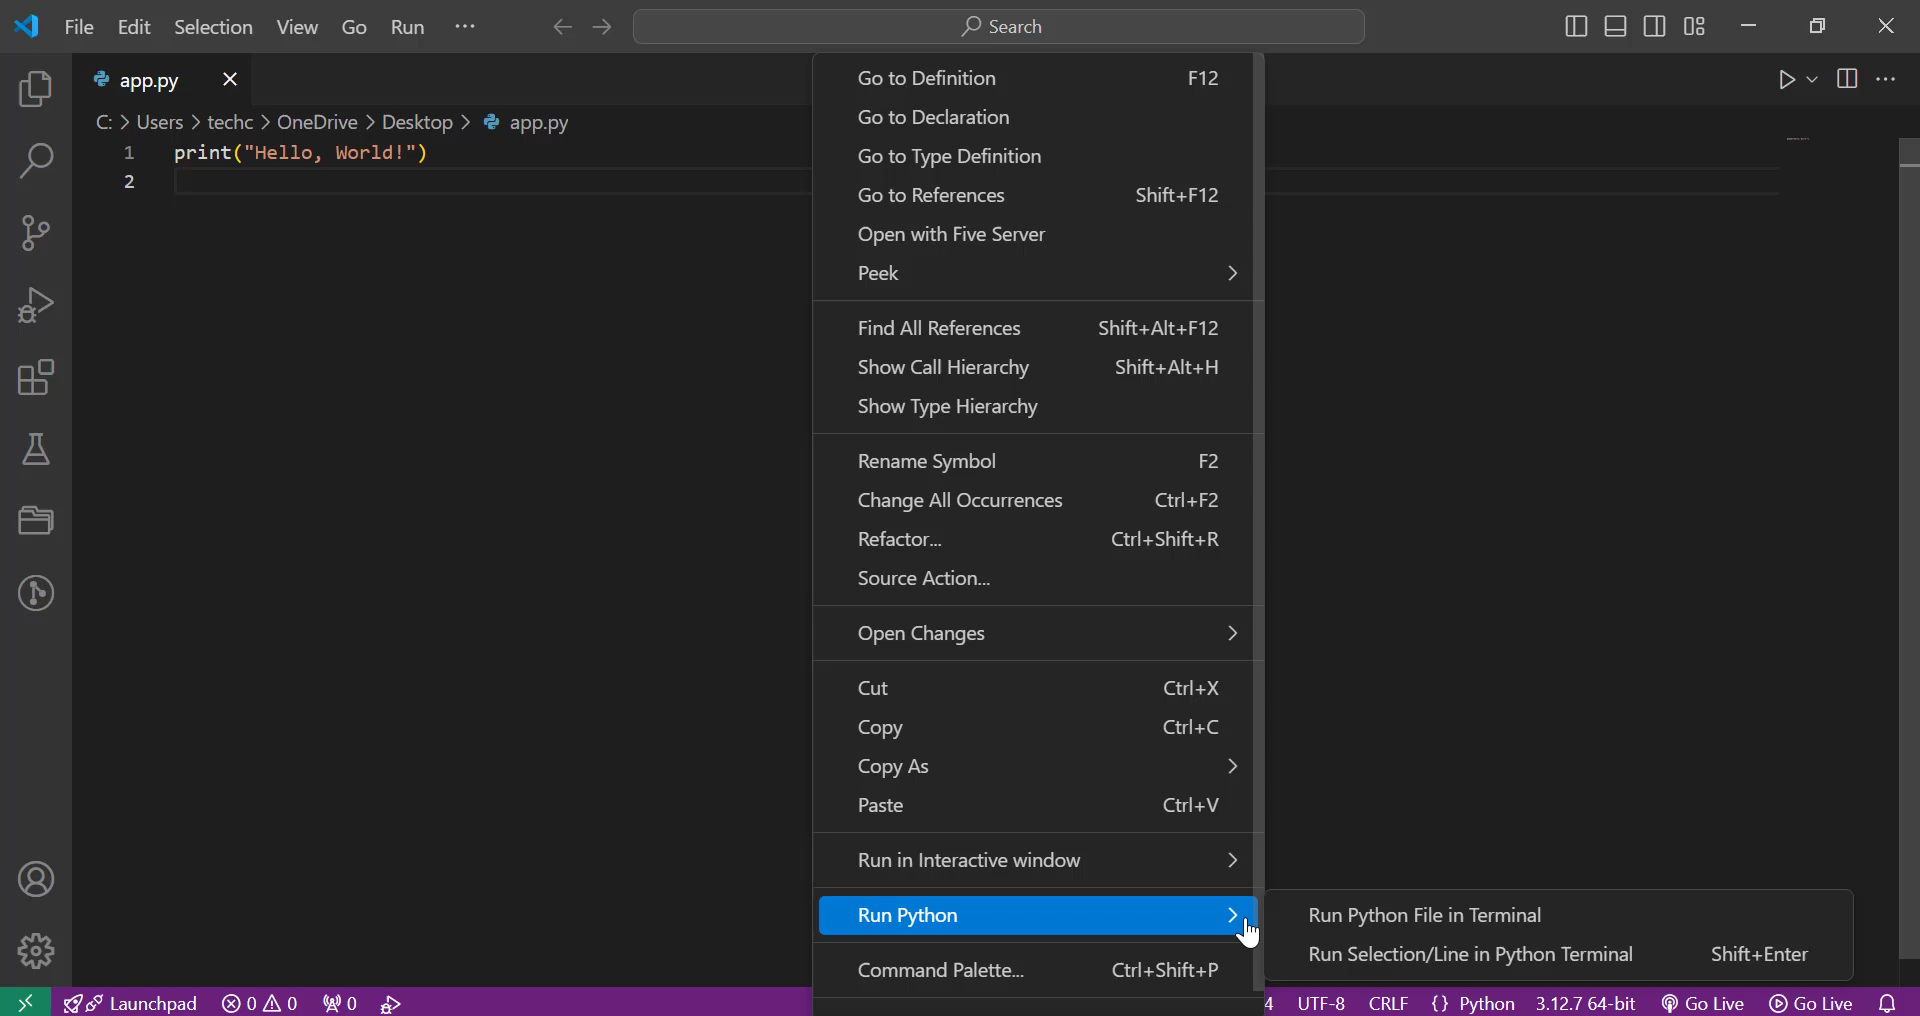 File Edit Selection View Go Run ···
Search
app.py
C: > Users > techc > OneDrive > Desktop > app.py
1 print("Hello, World!")
2
Go to Definition F12
Go to Declaration
Go to Type Definition
Go to References Shift+F12
Open with Five Server
Peek
Find All References Shift+Alt+F12
Show Call Hierarchy Shift+Alt+H
Show Type Hierarchy
Rename Symbol F2
Change All Occurrences Ctrl+F2
Refactor... Ctrl+Shift+R
Source Action...
Open Changes
Cut Ctrl+X
Copy Ctrl+C
Copy As
Paste Ctrl+V
Run in Interactive window
Run Python
Command Palette... Ctrl+Shift+P
Run Python File in Terminal
Run Selection/Line in Python Terminal Shift+Enter
Launchpad 0 0 0 4 UTF-8 CRLF {} Python 3.12.7 64-bit Go Live Go Live